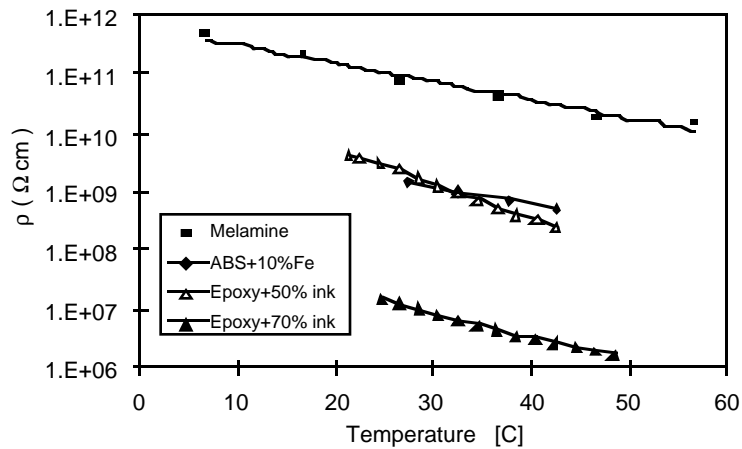 1.E+12
1.E+11
1.E+10
1.E+09
1.E+08
1.E+07
1.E+06
ρ ( Ω cm )
Melamine
ABS+10%Fe
Epoxy+50% ink
Epoxy+70% ink
0 10 20 30 40 50 60
Temperature [C]